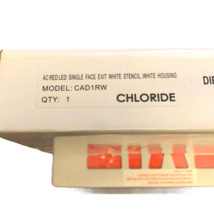 AC RED LED SINGLE FACE EXIT WHITE STENCIL, WHITE HOUSING
MODEL: CAD1RW
QTY: 1 CHLORIDE